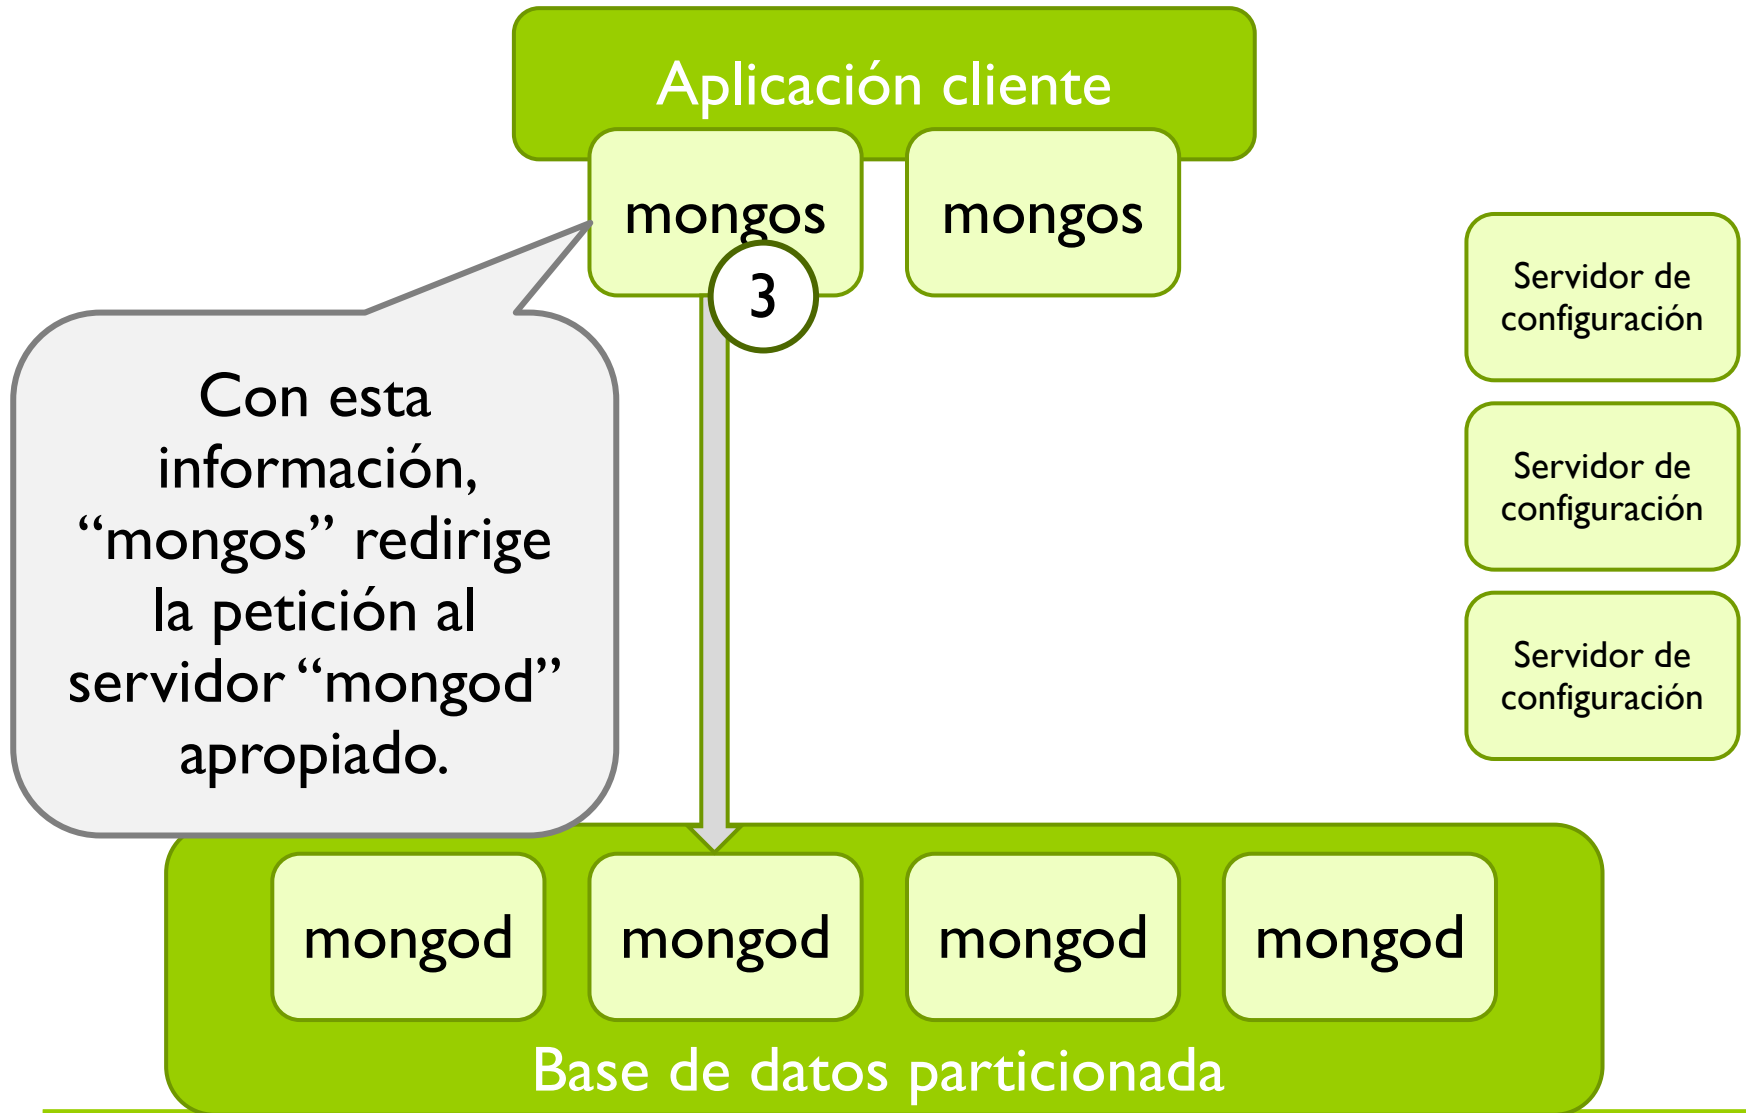 Aplicación cliente
mongos
mongos
3
Servidor de
configuración
Servidor de
configuración
Servidor de
configuración
Con esta
información,
“mongos” redirige
la petición al
servidor “mongod”
apropiado.
mongod
mongod
mongod
mongod
Base de datos particionada